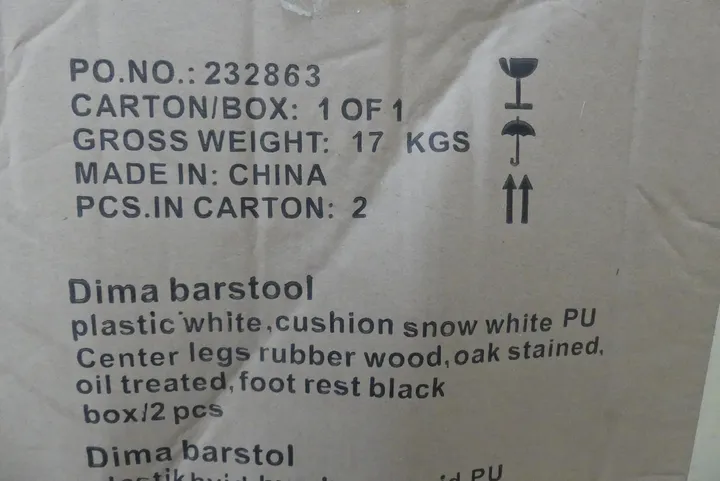 PO.NO.: 232863
CARTON/BOX: 1 OF 1
GROSS WEIGHT: 17 KGS
MADE IN: CHINA
PCS.IN CARTON: 2
Dima barstool
plastic white,cushion snow white PU
Center legs rubber wood,oak stained,
oil treated,foot rest black
box/2 pcs
Dima barstol
PU